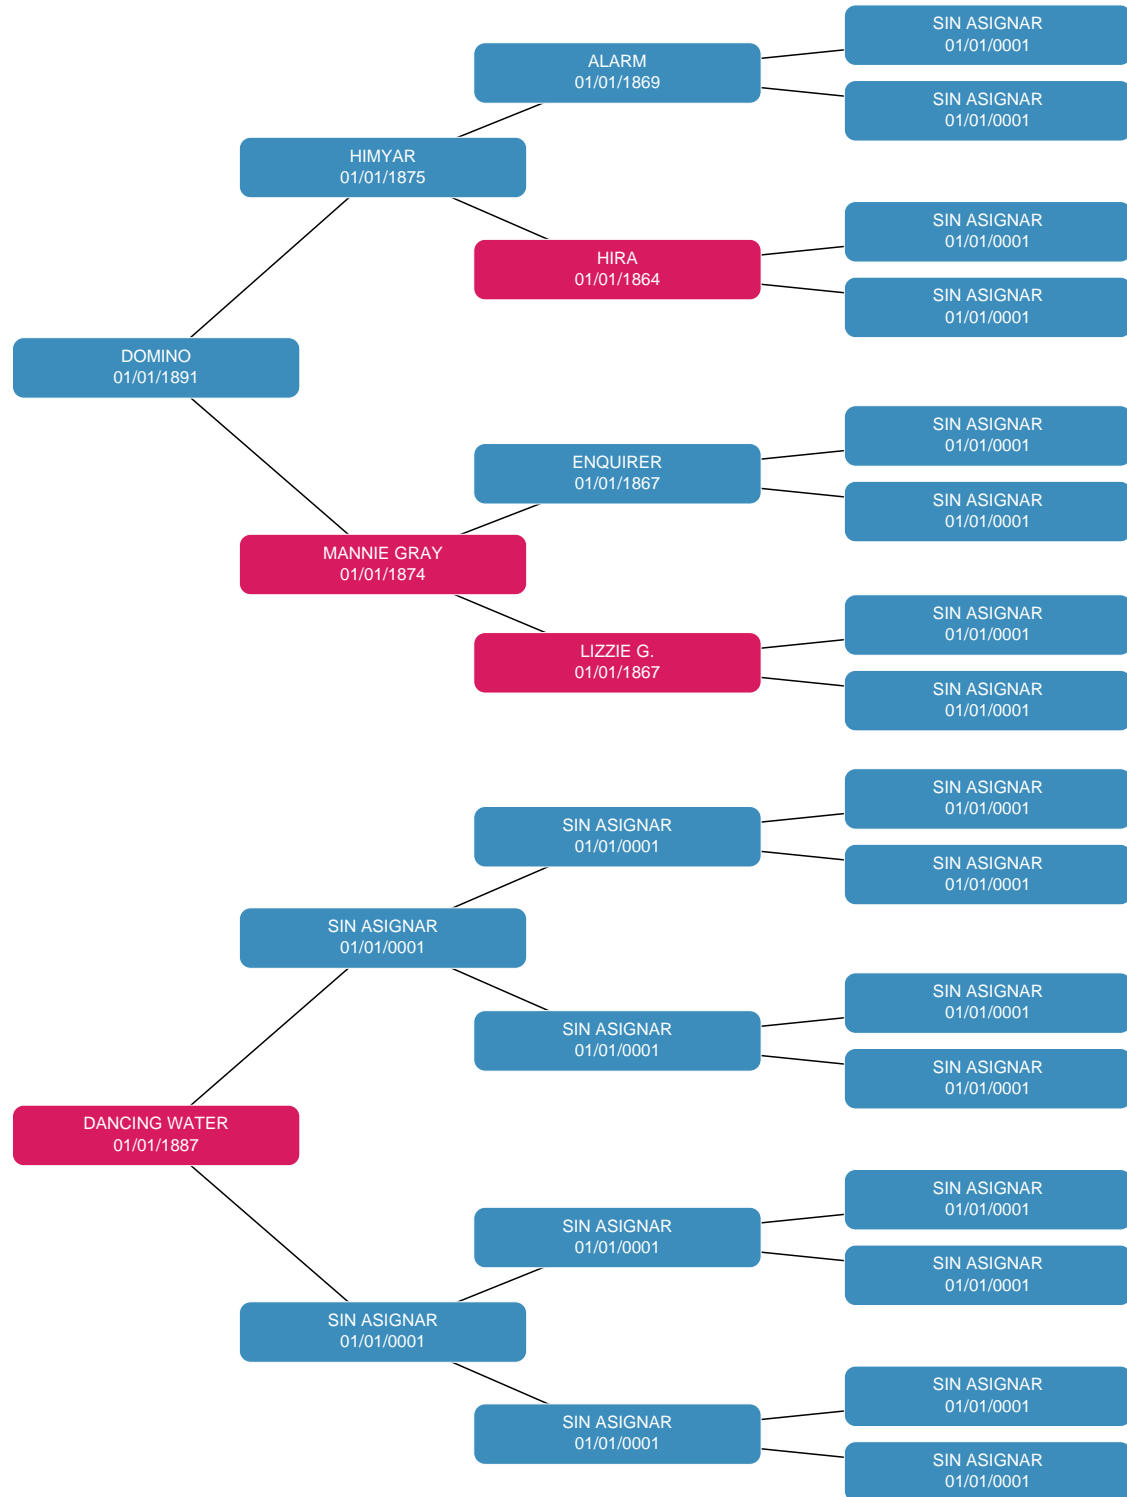 SIN ASIGNAR
01/01/0001
ALARM
01/01/1869
SIN ASIGNAR
01/01/0001
HIMYAR
01/01/1875
SIN ASIGNAR
01/01/0001
HIRA
01/01/1864
SIN ASIGNAR
01/01/0001
DOMINO
01/01/1891
SIN ASIGNAR
01/01/0001
ENQUIRER
01/01/1867
SIN ASIGNAR
01/01/0001
MANNIE GRAY
01/01/1874
SIN ASIGNAR
01/01/0001
LIZZIE G.
01/01/1867
SIN ASIGNAR
01/01/0001
SIN ASIGNAR
01/01/0001
SIN ASIGNAR
01/01/0001
SIN ASIGNAR
01/01/0001
SIN ASIGNAR
01/01/0001
SIN ASIGNAR
01/01/0001
SIN ASIGNAR
01/01/0001
SIN ASIGNAR
01/01/0001
DANCING WATER
01/01/1887
SIN ASIGNAR
01/01/0001
SIN ASIGNAR
01/01/0001
SIN ASIGNAR
01/01/0001
SIN ASIGNAR
01/01/0001
SIN ASIGNAR
01/01/0001
SIN ASIGNAR
01/01/0001
SIN ASIGNAR
01/01/0001